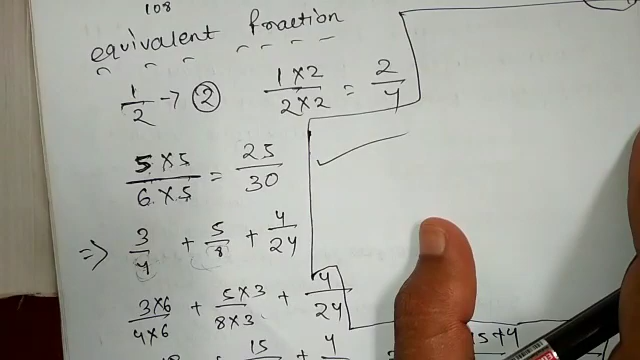 108
equivalent Fraction
1/2 → ② (1×2)/(2×2) = 2/4
(5×5)/(6×5) = 25/30
⇒ 3/4 + 5/8 + 4/24
(3×6)/(4×6) + (5×3)/(8×3) + 4/24
15 + 4